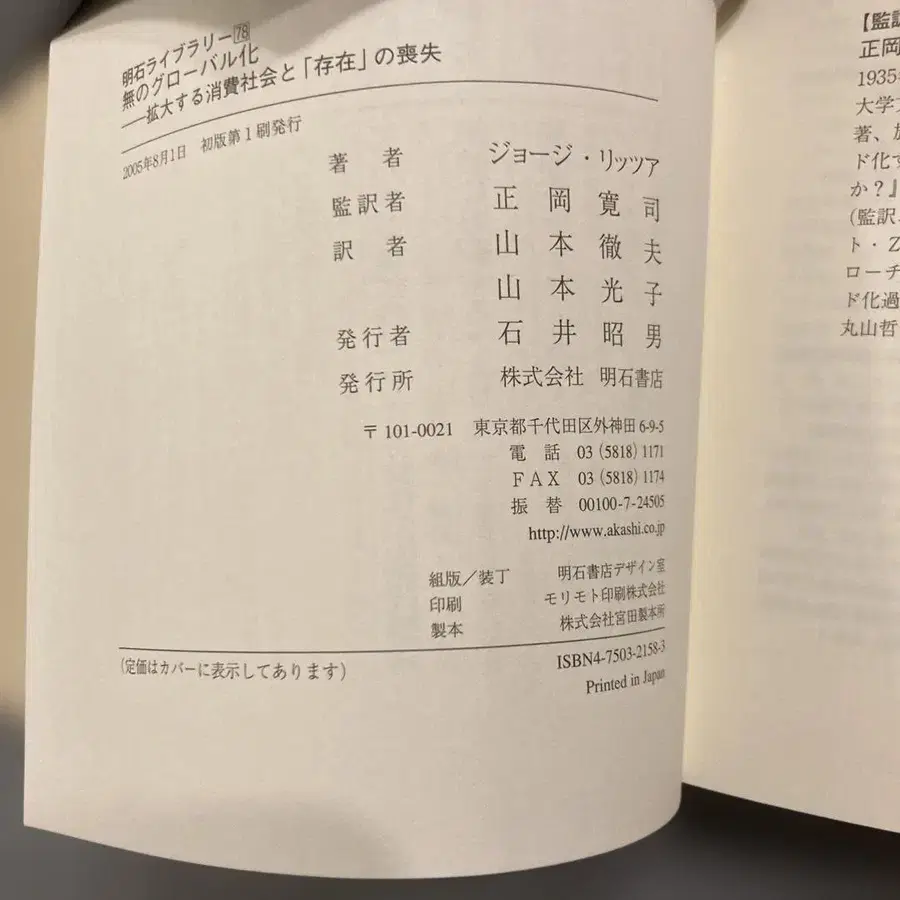 明石ライブラリー78
無のグローバル化
――拡大する消費社会と「存在」の喪失
2005年8月1日　初版第1刷発行
著者　ジョージ・リッツア
監訳者　正岡寛司
訳者　山本徹夫
山本光子
発行者　石井昭男
発行所　株式会社 明石書店
〒101-0021　東京都千代田区外神田6-9-5
電話　03 (5818) 1171
FAX　03 (5818) 1174
振替　00100-7-24505
http://www.akashi.co.jp
組版／装丁　明石書店デザイン室
印刷　モリモト印刷株式会社
製本　株式会社宮田製本所
（定価はカバーに表示してあります）　ISBN4-7503-2158-3
Printed in Japan
【監訳
正岡
1935
大学
著、
ド化す
か？』
（監訳、
ト・Z
ローチ
ド化過
丸山哲